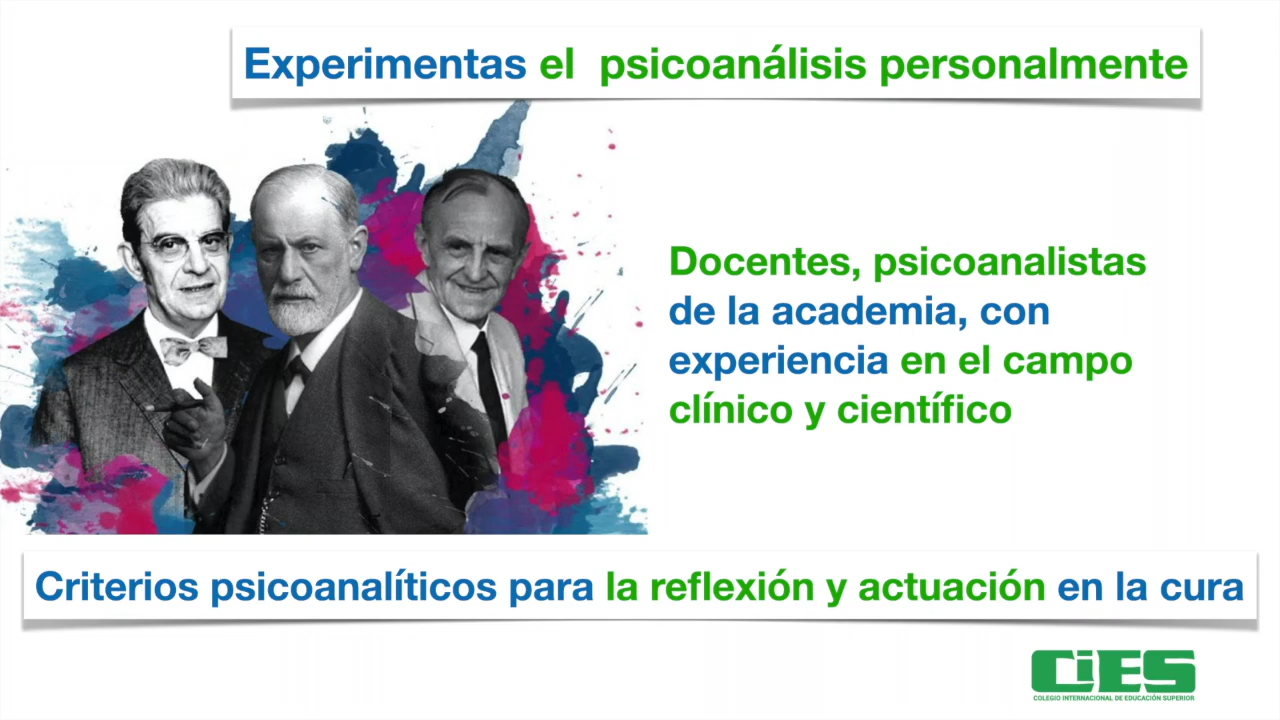 Experimentas el  psicoanálisis personalmente
Docentes, psicoanalistas
de la academia, con
experiencia en el campo
clínico y científico
Criterios psicoanalíticos para la reflexión y actuación en la cura
CiES
COLEGIO INTERNACIONAL DE EDUCACIÓN SUPERIOR